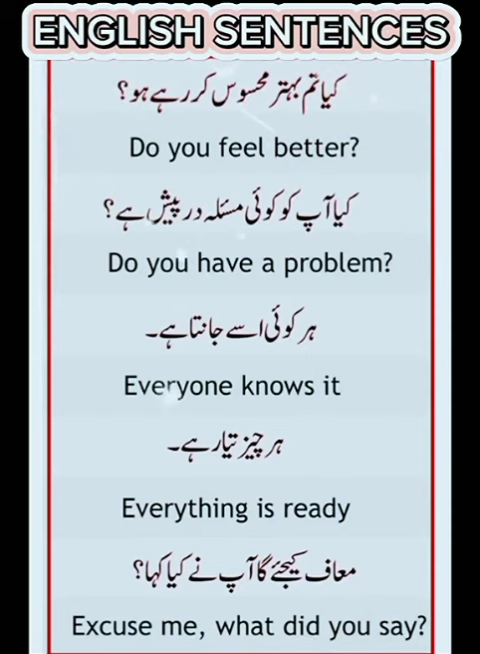 ENGLISH SENTENCES
کیا تم بہتر محسوس کر رہے ہو؟
Do you feel better?
کیا آپ کو کوئی مسئلہ درپیش ہے؟
Do you have a problem?
ہر کوئی اسے جانتا ہے۔
Everyone knows it
ہر چیز تیار ہے۔
Everything is ready
معاف کیجئے گا آپ نے کیا کہا؟
Excuse me, what did you say?